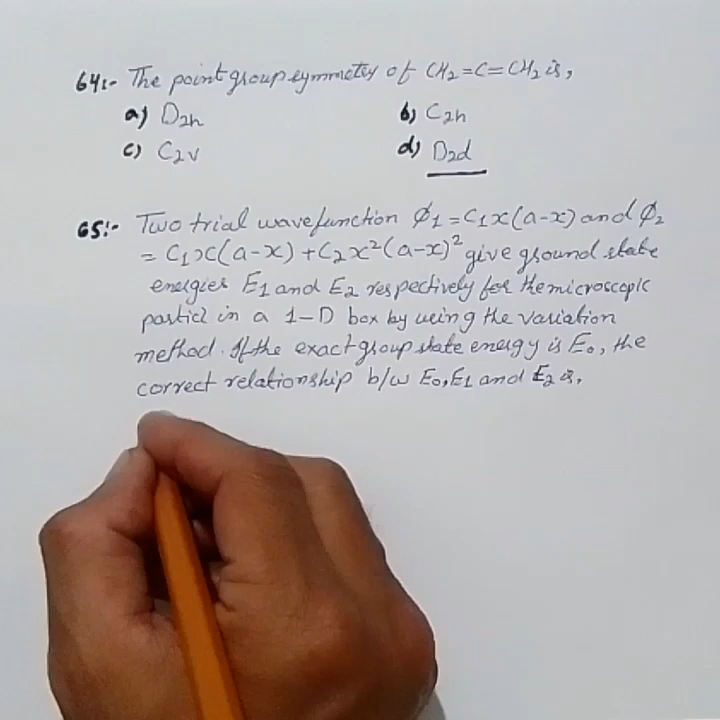 64:- The point group symmetry of CH₂=C=CH₂ is,
a) D₂h b) C₂h
c) C₂v d) D₂d
65:- Two trial wavefunction Ø₁ = C₁x(a-x) and Ø₂
= C₁x(a-x) + C₂x²(a-x)² give ground state
energies E₁ and E₂ respectively for the microscopic
particl in a 1-D box by using the variation
method. If the exact group state energy is E₀, the
correct relationship b/w E₀, E₁ and E₂ is,